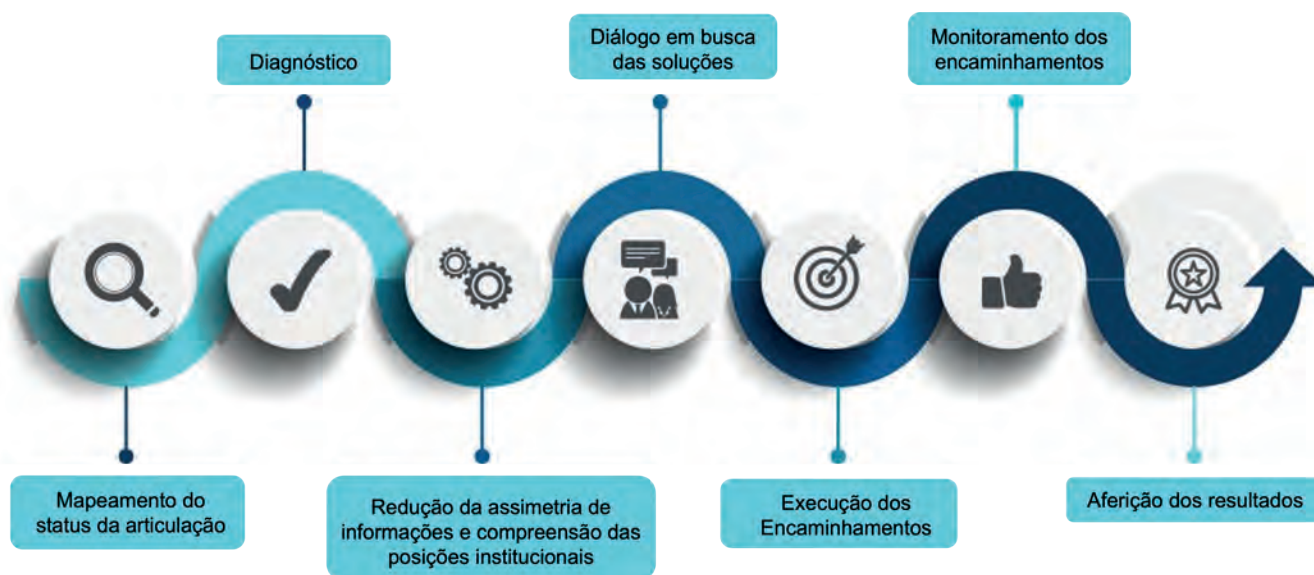 Mapeamento do
status da articulação
Diagnóstico
Redução da assimetria de
informações e compreensão das
posições institucionais
Diálogo em busca
das soluções
Execução dos
Encaminhamentos
Monitoramento dos
encaminhamentos
Aferição dos resultados